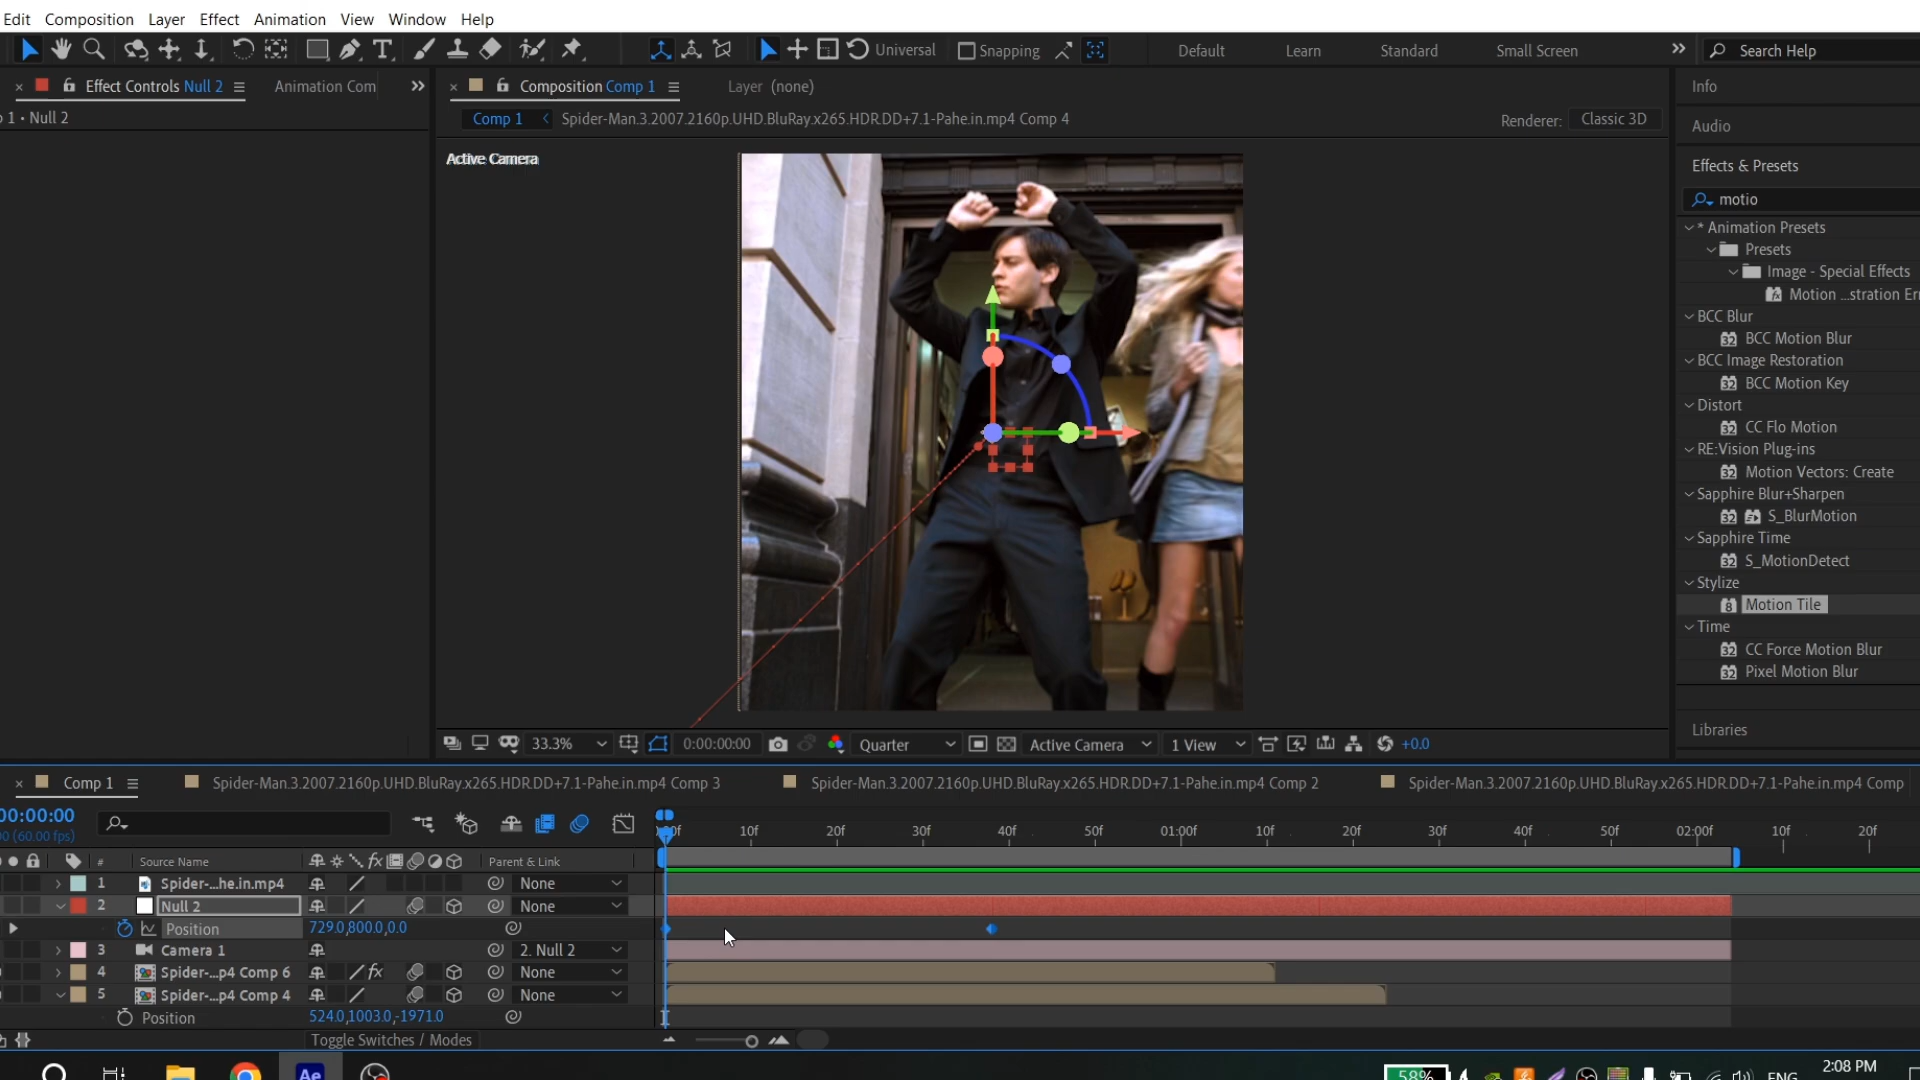 Edit Composition Layer Effect Animation View Window Help
Universal Snapping Default Learn Standard Small Screen Search Help
Effect Controls Null 2 Animation Com
1 • Null 2
Composition Comp 1 Layer (none)
Comp 1 Spider-Man.3.2007.2160p.UHD.BluRay.x265.HDR.DD+7.1-Pahe.in.mp4 Comp 4
Renderer: Classic 3D
Active Camera
Info
Audio
Effects & Presets
motio
* Animation Presets
Presets
Image - Special Effects
Motion ...stration Err
BCC Blur
BCC Motion Blur
BCC Image Restoration
BCC Motion Key
Distort
CC Flo Motion
RE:Vision Plug-ins
Motion Vectors: Create
Sapphire Blur+Sharpen
S_BlurMotion
Sapphire Time
S_MotionDetect
Stylize
Motion Tile
Time
CC Force Motion Blur
Pixel Motion Blur
Libraries
33.3% 0:00:00:00 Quarter Active Camera 1 View +0.0
Comp 1 Spider-Man.3.2007.2160p.UHD.BluRay.x265.HDR.DD+7.1-Pahe.in.mp4 Comp 3 Spider-Man.3.2007.2160p.UHD.BluRay.x265.HDR.DD+7.1-Pahe.in.mp4 Comp 2 Spider-Man.3.2007.2160p.UHD.BluRay.x265.HDR.DD+7.1-Pahe.in.mp4 Comp
00:00:00
(60.00 fps)
10f 20f 30f 40f 50f 01:00f 10f 20f 30f 40f 50f 02:00f 10f 20f
# Source Name fx Parent & Link
1 Spider-...he.in.mp4 None
2 Null 2 None
Position 729.0,800.0,0.0
3 Camera 1 2. Null 2
4 Spider-...p4 Comp 6 fx None
5 Spider-...p4 Comp 4 None
Position 524.0,1003.0,-1971.0
Toggle Switches / Modes
Ae 58% ENG 2:08 PM